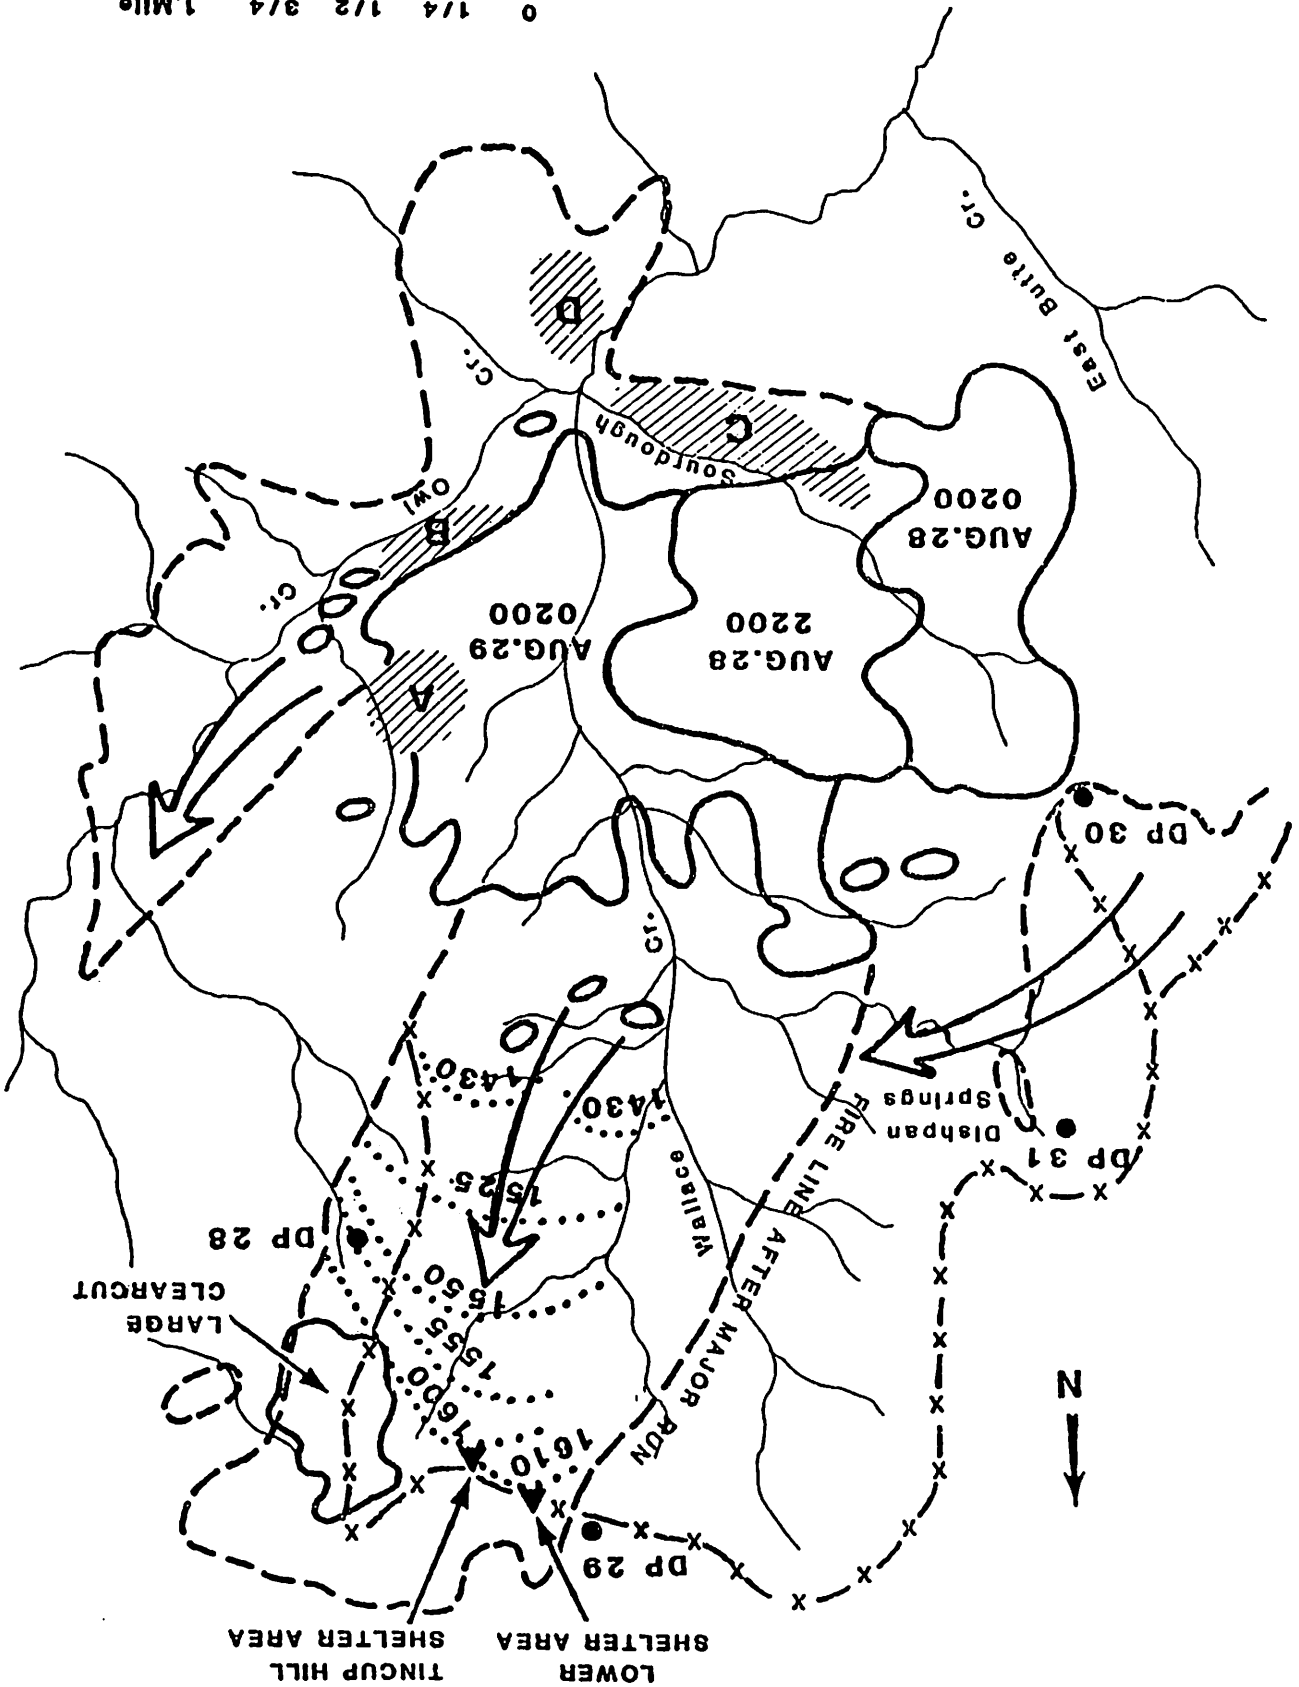 LOWER
SHELTER AREA
TINCUP HILL
SHELTER AREA
DP 29
N
1610
1600
1555
1550
1525
1430
1430
LARGE
CLEARCUT
DP 28
FIRE LINE AFTER MAJOR RUN
Wallace
Cr.
DP 31
Dishpan
Springs
DP 30
A
AUG.28
2200
AUG.29
0200
AUG.28
0200
B
Owl
Cr.
Cr.
Sourdough
C
D
East Butte Cr.
0 1/4 1/2 3/4 1 Mile